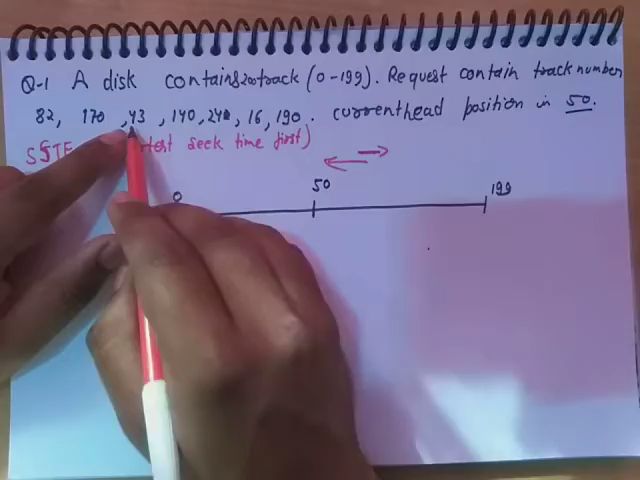 Q-1 A disk contains 200 track (0-199). Request contain track number
82, 170, 43, 140, 24, 16, 190. current head position in 50.
SSTF seek time first)
0 50 199